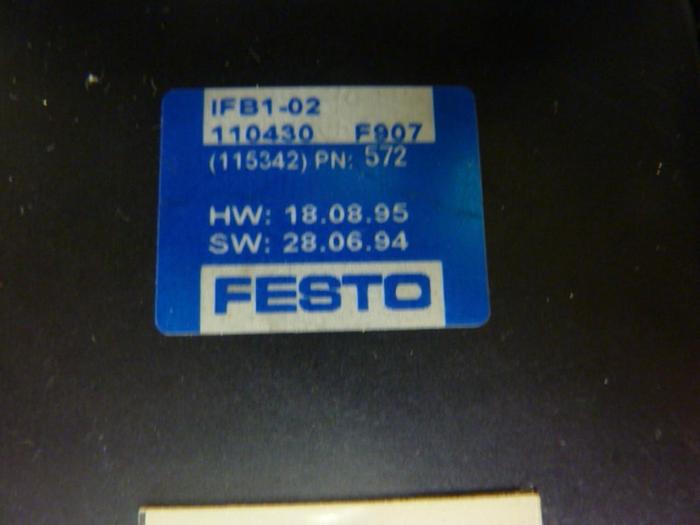 IFB1-02
110430 F907
(115342) PN: 572
HW: 18.08.95
SW: 28.06.94
FESTO